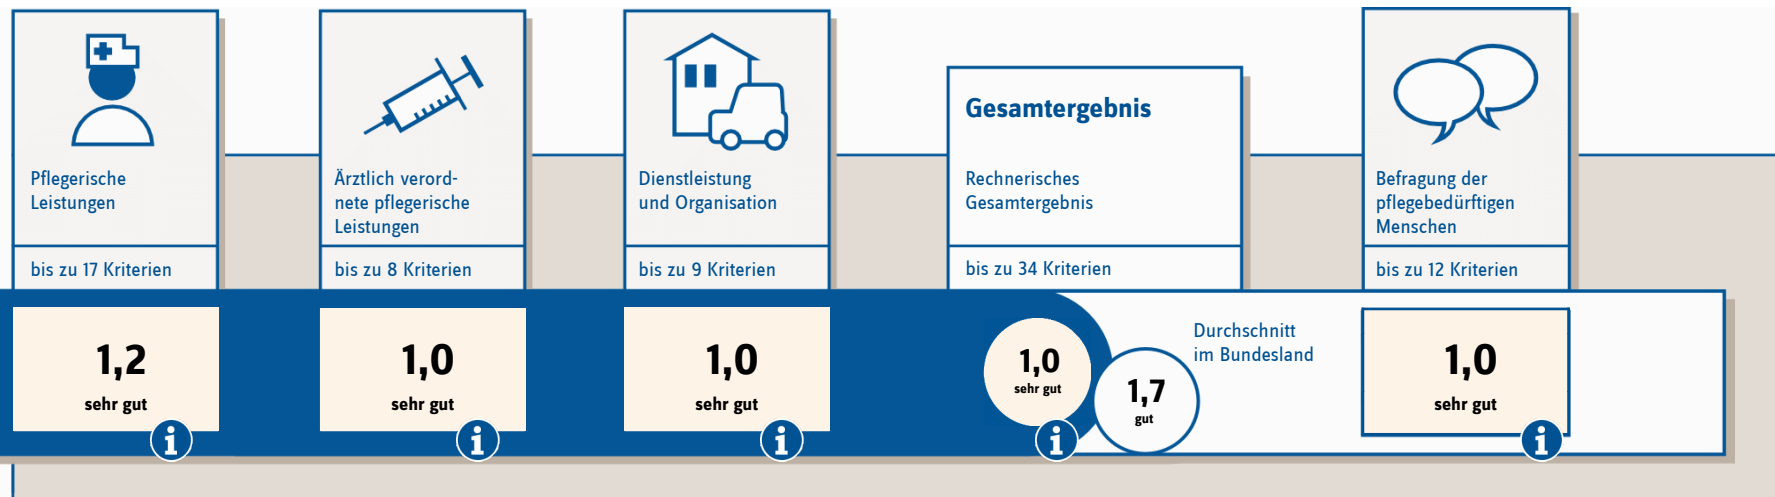 Pflegerische
Leistungen
bis zu 17 Kriterien
1,2
sehr gut
i
Ärztlich verord-
nete pflegerische
Leistungen
bis zu 8 Kriterien
1,0
sehr gut
i
Dienstleistung
und Organisation
bis zu 9 Kriterien
1,0
sehr gut
i
Gesamtergebnis
Rechnerisches
Gesamtergebnis
bis zu 34 Kriterien
1,0
sehr gut
i
1,7
gut
Durchschnitt
im Bundesland
Befragung der
pflegebedürftigen
Menschen
bis zu 12 Kriterien
1,0
sehr gut
i